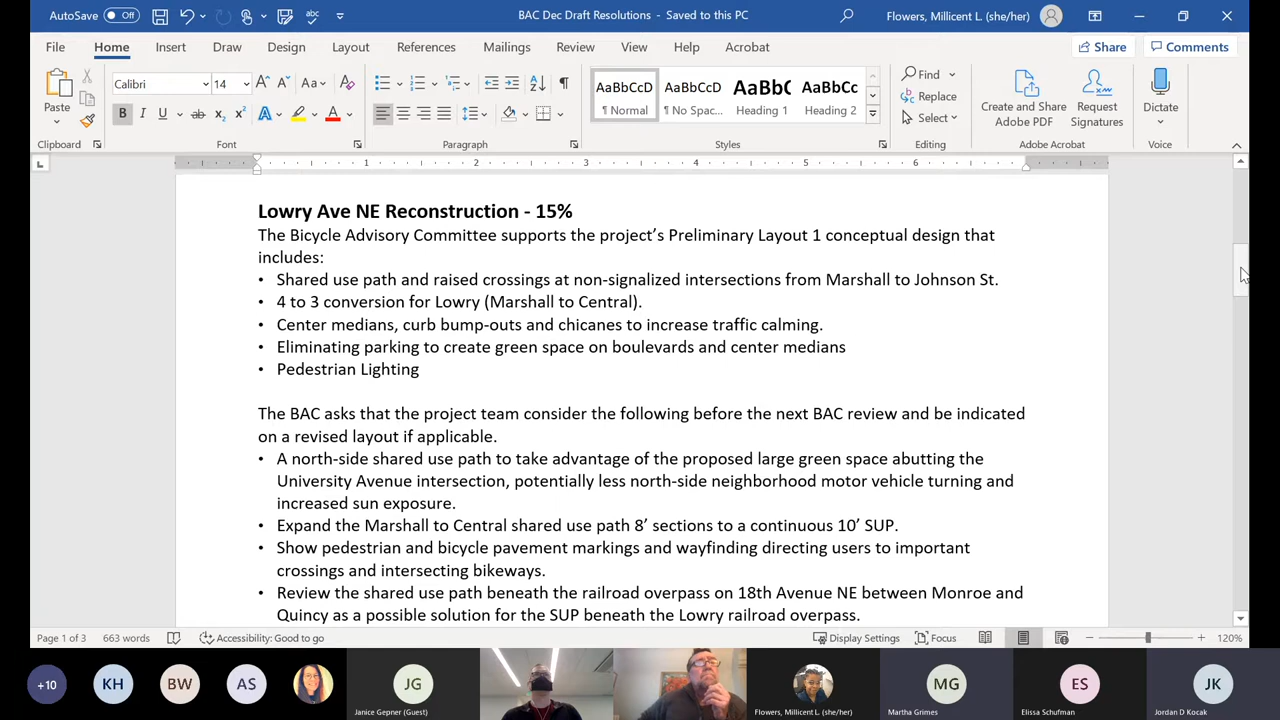 AutoSave Off BAC Dec Draft Resolutions - Saved to this PC Flowers, Millicent L. (she/her)
File Home Insert Draw Design Layout References Mailings Review View Help Acrobat Share Comments
Paste
Calibri 14
Clipboard Font Paragraph
AaBbCcD AaBbCcD AaBbC AaBbCc
¶ Normal ¶ No Spac... Heading 1 Heading 2
Styles
Find
Replace
Select
Editing
Create and Share
Adobe PDF
Request
Signatures
Adobe Acrobat
Dictate
Voice
1 2 3 4 5 6
Lowry Ave NE Reconstruction - 15%
The Bicycle Advisory Committee supports the project's Preliminary Layout 1 conceptual design that
includes:
• Shared use path and raised crossings at non-signalized intersections from Marshall to Johnson St.
• 4 to 3 conversion for Lowry (Marshall to Central).
• Center medians, curb bump-outs and chicanes to increase traffic calming.
• Eliminating parking to create green space on boulevards and center medians
• Pedestrian Lighting
The BAC asks that the project team consider the following before the next BAC review and be indicated
on a revised layout if applicable.
• A north-side shared use path to take advantage of the proposed large green space abutting the
University Avenue intersection, potentially less north-side neighborhood motor vehicle turning and
increased sun exposure.
• Expand the Marshall to Central shared use path 8' sections to a continuous 10' SUP.
• Show pedestrian and bicycle pavement markings and wayfinding directing users to important
crossings and intersecting bikeways.
• Review the shared use path beneath the railroad overpass on 18th Avenue NE between Monroe and
Quincy as a possible solution for the SUP beneath the Lowry railroad overpass.
Page 1 of 3 663 words Accessibility: Good to go Display Settings Focus 120%
+10 KH BW AS JG MG ES JK
Janice Gepner (Guest) Flowers, Millicent L. (she/her) Martha Grimes Elissa Schufman Jordan D Kocak